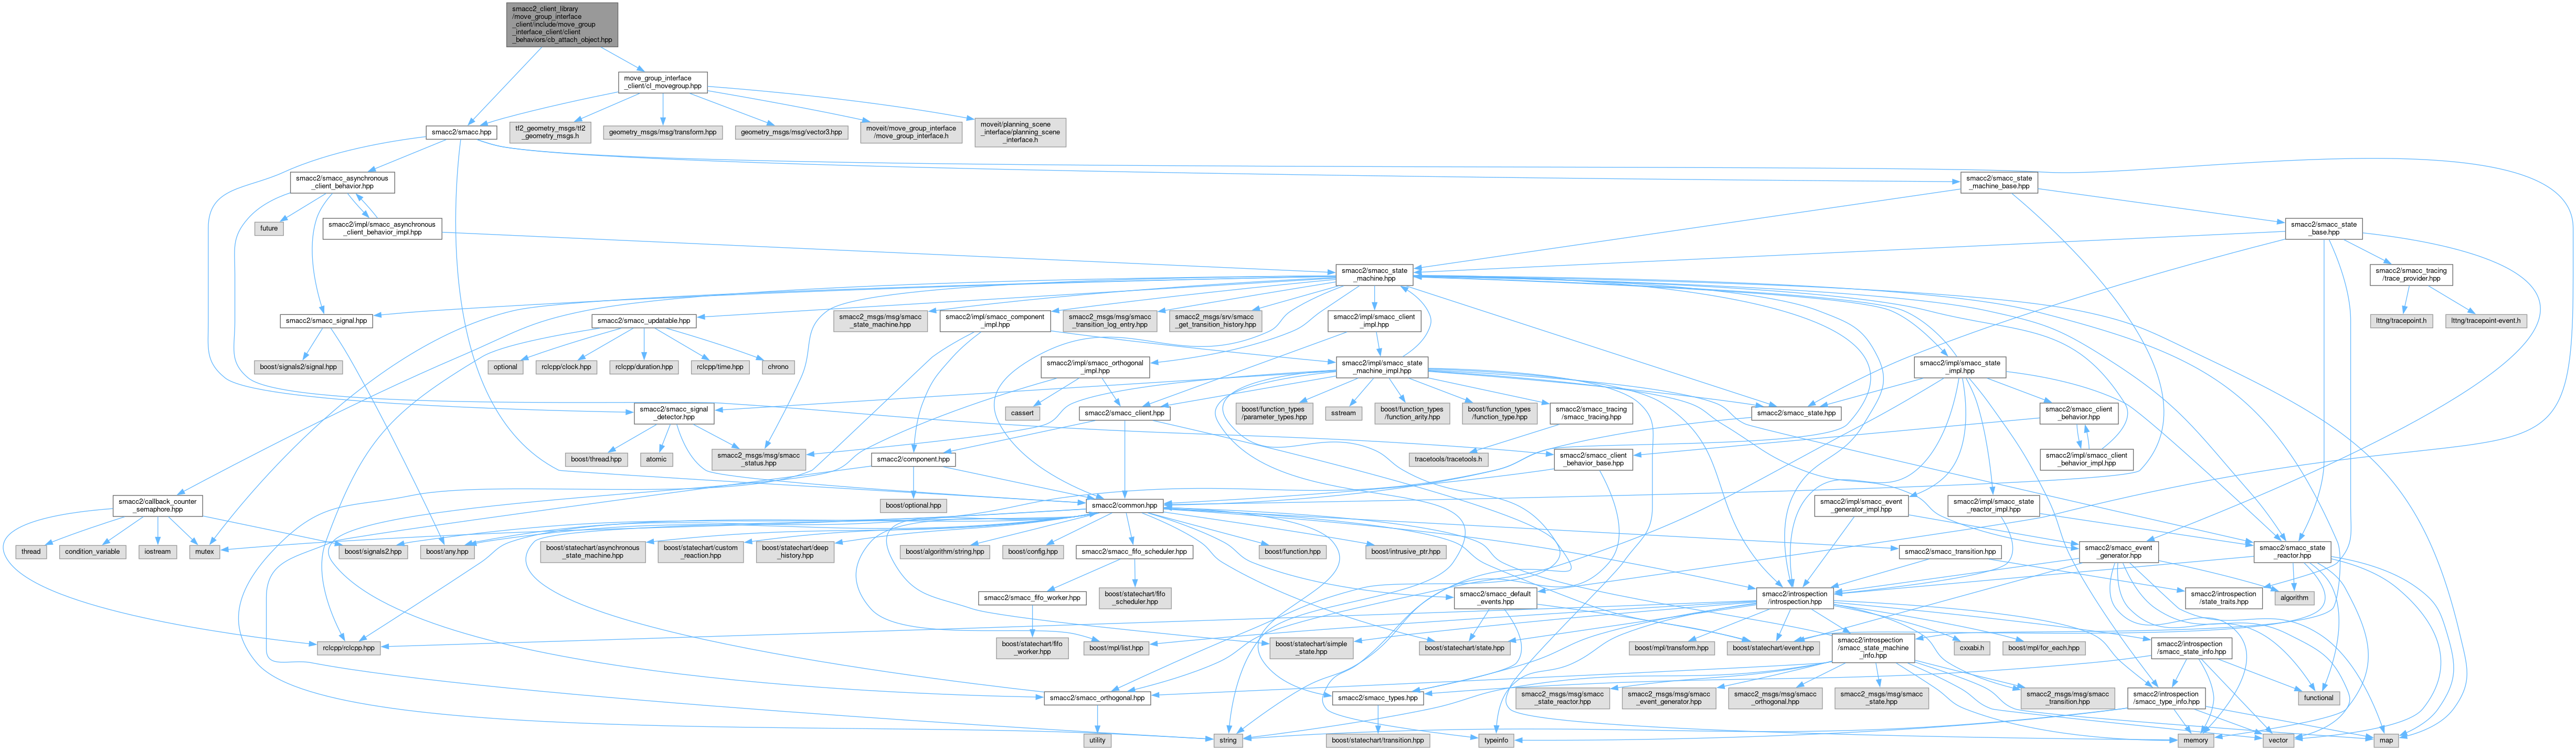 smacc2_client_library
/move_group_interface
_client/include/move_group
_interface_client/client
_behaviors/cb_attach_object.hpp
move_group_interface
_client/cl_movegroup.hpp
smacc2/smacc.hpp
tf2_geometry_msgs/tf2
_geometry_msgs.h
geometry_msgs/msg/transform.hpp
geometry_msgs/msg/vector3.hpp
moveit/move_group_interface
/move_group_interface.h
moveit/planning_scene
_interface/planning_scene
_interface.h
smacc2/smacc_asynchronous
_client_behavior.hpp
smacc2/smacc_state
_machine_base.hpp
future
smacc2/impl/smacc_asynchronous
_client_behavior_impl.hpp
smacc2/smacc_state
_base.hpp
smacc2/smacc_state
_machine.hpp
smacc2/smacc_tracing
/trace_provider.hpp
smacc2/smacc_signal.hpp
smacc2/smacc_updatable.hpp
smacc2_msgs/msg/smacc
_state_machine.hpp
smacc2/impl/smacc_component
_impl.hpp
smacc2_msgs/msg/smacc
_transition_log_entry.hpp
smacc2_msgs/srv/smacc
_get_transition_history.hpp
smacc2/impl/smacc_client
_impl.hpp
lttng/tracepoint.h
lttng/tracepoint-event.h
boost/signals2/signal.hpp
optional
rclcpp/clock.hpp
rclcpp/duration.hpp
rclcpp/time.hpp
chrono
smacc2/impl/smacc_orthogonal
_impl.hpp
smacc2/impl/smacc_state
_machine_impl.hpp
smacc2/impl/smacc_state
_impl.hpp
smacc2/smacc_signal
_detector.hpp
cassert
smacc2/smacc_client.hpp
boost/function_types
/parameter_types.hpp
sstream
boost/function_types
/function_arity.hpp
boost/function_types
/function_type.hpp
smacc2/smacc_tracing
/smacc_tracing.hpp
smacc2/smacc_state.hpp
smacc2/smacc_client
_behavior.hpp
boost/thread.hpp
atomic
smacc2_msgs/msg/smacc
_status.hpp
smacc2/component.hpp
tracetools/tracetools.h
smacc2/smacc_client
_behavior_base.hpp
smacc2/impl/smacc_client
_behavior_impl.hpp
smacc2/callback_counter
_semaphore.hpp
boost/optional.hpp
smacc2/common.hpp
smacc2/impl/smacc_event
_generator_impl.hpp
smacc2/impl/smacc_state
_reactor_impl.hpp
thread
condition_variable
iostream
mutex
boost/signals2.hpp
boost/any.hpp
boost/statechart/asynchronous
_state_machine.hpp
boost/statechart/custom
_reaction.hpp
boost/statechart/deep
_history.hpp
boost/algorithm/string.hpp
boost/config.hpp
smacc2/smacc_fifo_scheduler.hpp
boost/function.hpp
boost/intrusive_ptr.hpp
smacc2/smacc_transition.hpp
smacc2/smacc_event
_generator.hpp
smacc2/smacc_state
_reactor.hpp
smacc2/smacc_fifo_worker.hpp
boost/statechart/fifo
_scheduler.hpp
smacc2/smacc_default
_events.hpp
smacc2/introspection
/introspection.hpp
smacc2/introspection
/state_traits.hpp
algorithm
rclcpp/rclcpp.hpp
boost/statechart/fifo
_worker.hpp
boost/mpl/list.hpp
boost/statechart/simple
_state.hpp
boost/statechart/state.hpp
boost/mpl/transform.hpp
boost/statechart/event.hpp
smacc2/introspection
/smacc_state_machine
_info.hpp
cxxabi.h
boost/mpl/for_each.hpp
smacc2/introspection
/smacc_state_info.hpp
smacc2/smacc_orthogonal.hpp
smacc2/smacc_types.hpp
smacc2_msgs/msg/smacc
_state_reactor.hpp
smacc2_msgs/msg/smacc
_event_generator.hpp
smacc2_msgs/msg/smacc
_orthogonal.hpp
smacc2_msgs/msg/smacc
_state.hpp
smacc2_msgs/msg/smacc
_transition.hpp
smacc2/introspection
/smacc_type_info.hpp
functional
utility
string
boost/statechart/transition.hpp
typeinfo
memory
vector
map